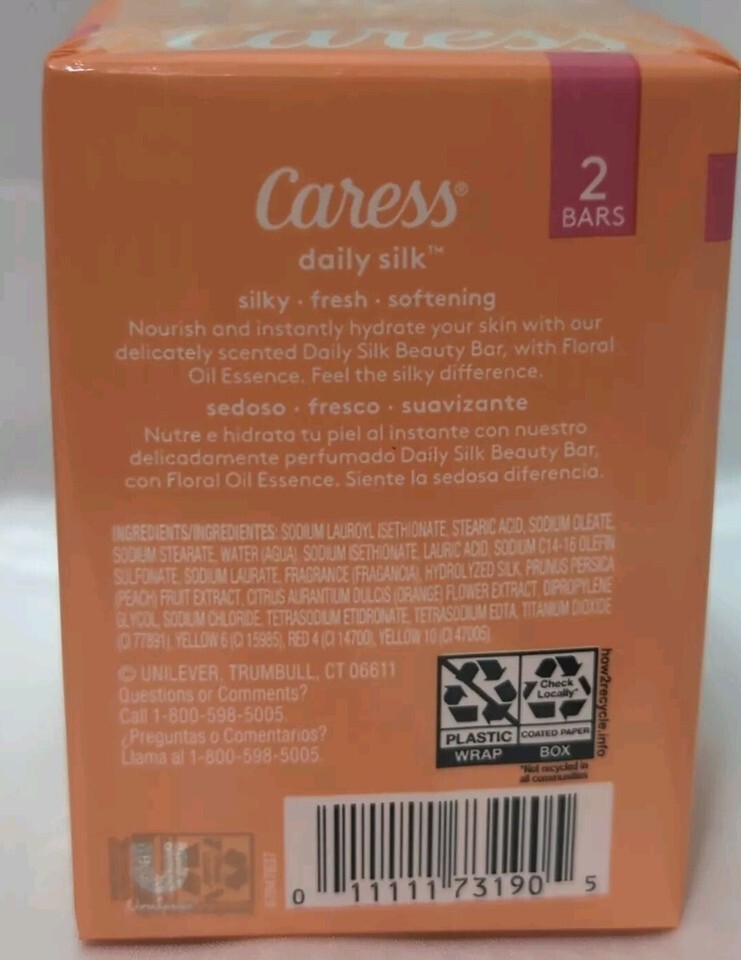 Caress
2
BARS
Caress®
daily silk™
silky · fresh · softening
Nourish and instantly hydrate your skin with our
delicately scented Daily Silk Beauty Bar, with Floral
Oil Essence. Feel the silky difference.
sedoso · fresco · suavizante
Nutre e hidrata tu piel al instante con nuestro
delicadamente perfumado Daily Silk Beauty Bar,
con Floral Oil Essence. Siente la sedosa diferencia.
INGREDIENTS/INGREDIENTES: SODIUM LAUROYL ISETHIONATE, STEARIC ACID, SODIUM OLEATE,
SODIUM STEARATE, WATER (AQUA), SODIUM ISETHIONATE, LAURIC ACID, SODIUM C14-16 OLEFIN
SULFONATE, SODIUM LAURATE, FRAGRANCE (FRAGANCIA), HYDROLYZED SILK, PRUNUS PERSICA
(PEACH) FRUIT EXTRACT, CITRUS AURANTIUM DULCIS (ORANGE) FLOWER EXTRACT, DIPROPYLENE
GLYCOL, SODIUM CHLORIDE, TETRASODIUM ETIDRONATE, TETRASODIUM EDTA, TITANIUM DIOXIDE
(CI 77891), YELLOW 6 (CI 15985), RED 4 (CI 14700), YELLOW 10 (CI 47005).
© UNILEVER, TRUMBULL, CT 06611
Questions or Comments?
Call 1-800-598-5005.
¿Preguntas o Comentarios?
Llama al 1-800-598-5005.
Check
Locally*
PLASTIC
WRAP
COATED PAPER
BOX
how2recycle.info
*Not recycled in
all communities
Unilever
0 11111 73190 5